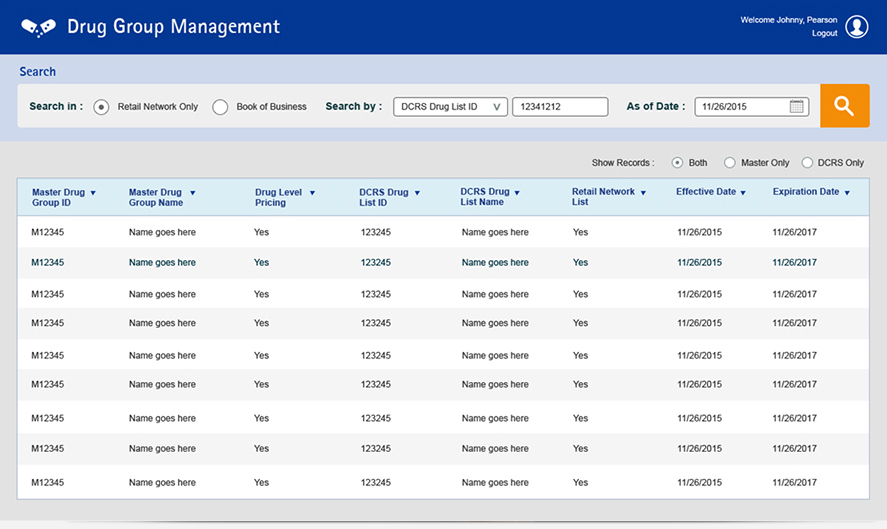 Drug Group Management
Welcome Johnny, Pearson
Logout
Search
Search in : Retail Network Only Book of Business Search by : DCRS Drug List ID 12341212 As of Date : 11/26/2015
Show Records : Both Master Only DCRS Only
Master Drug Group ID Master Drug Group Name Drug Level Pricing DCRS Drug List ID DCRS Drug List Name Retail Network List Effective Date Expiration Date
M12345 Name goes here Yes 123245 Name goes here Yes 11/26/2015 11/26/2017
M12345 Name goes here Yes 123245 Name goes here Yes 11/26/2015 11/26/2017
M12345 Name goes here Yes 123245 Name goes here Yes 11/26/2015 11/26/2017
M12345 Name goes here Yes 123245 Name goes here Yes 11/26/2015 11/26/2017
M12345 Name goes here Yes 123245 Name goes here Yes 11/26/2015 11/26/2017
M12345 Name goes here Yes 123245 Name goes here Yes 11/26/2015 11/26/2017
M12345 Name goes here Yes 123245 Name goes here Yes 11/26/2015 11/26/2017
M12345 Name goes here Yes 123245 Name goes here Yes 11/26/2015 11/26/2017
M12345 Name goes here Yes 123245 Name goes here Yes 11/26/2015 11/26/2017